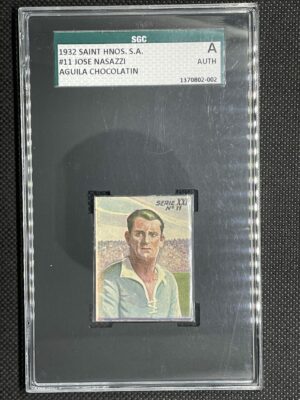 SGC
1932 SAINT HNOS. S.A.
#11 JOSE NASAZZI
AGUILA CHOCOLATIN
A
AUTH
1370802-002
SERIE XXI
Nº 11